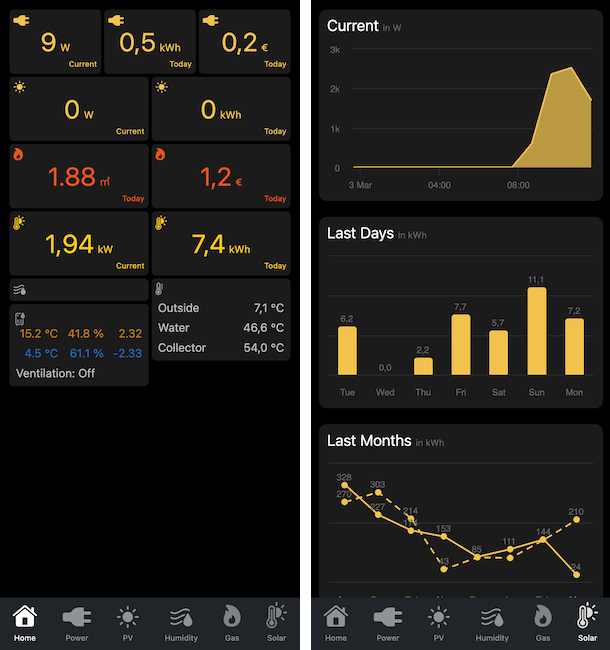 9 W
Current
0,5 kWh
Today
0,2 €
Today
0 W
Current
0 kWh
Today
1.88 ㎥
Today
1,2 €
Today
1,94 kW
Current
7,4 kWh
Today
15.2 °C 41.8 % 2.32
4.5 °C 61.1 % -2.33
Ventilation: Off
Outside 7,1 °C
Water 46,6 °C
Collector 54,0 °C
Home Power PV Humidity Gas Solar
Current in W
3k
2k
1k
0
3 Mar 04:00 08:00
Last Days in kWh
6,2 0,0 2,2 7,7 5,7 11,1 7,2
Tue Wed Thu Fri Sat Sun Mon
Last Months in kWh
328 303
270 227 214
153 43 85 111 144 210 24
Home Power PV Humidity Gas Solar